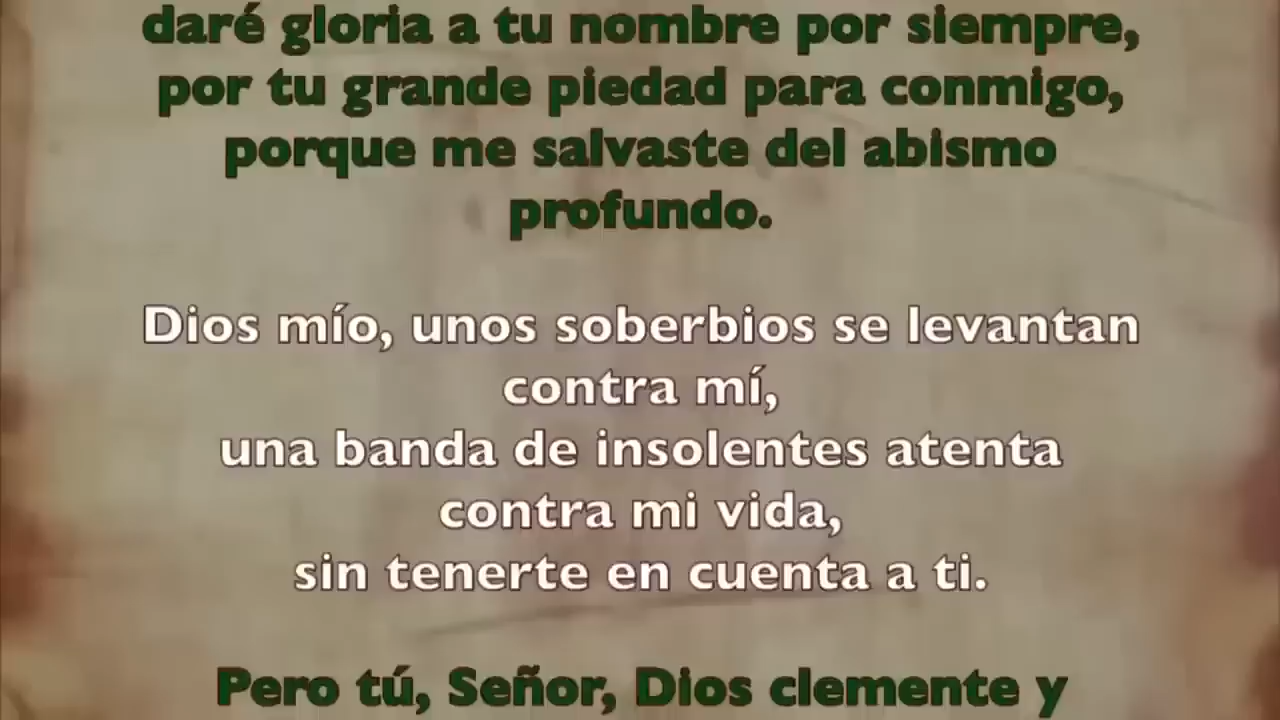 daré gloria a tu nombre por siempre,
por tu grande piedad para conmigo,
porque me salvaste del abismo
profundo.
Dios mío, unos soberbios se levantan
contra mí,
una banda de insolentes atenta
contra mi vida,
sin tenerte en cuenta a ti.
Pero tú, Señor, Dios clemente y